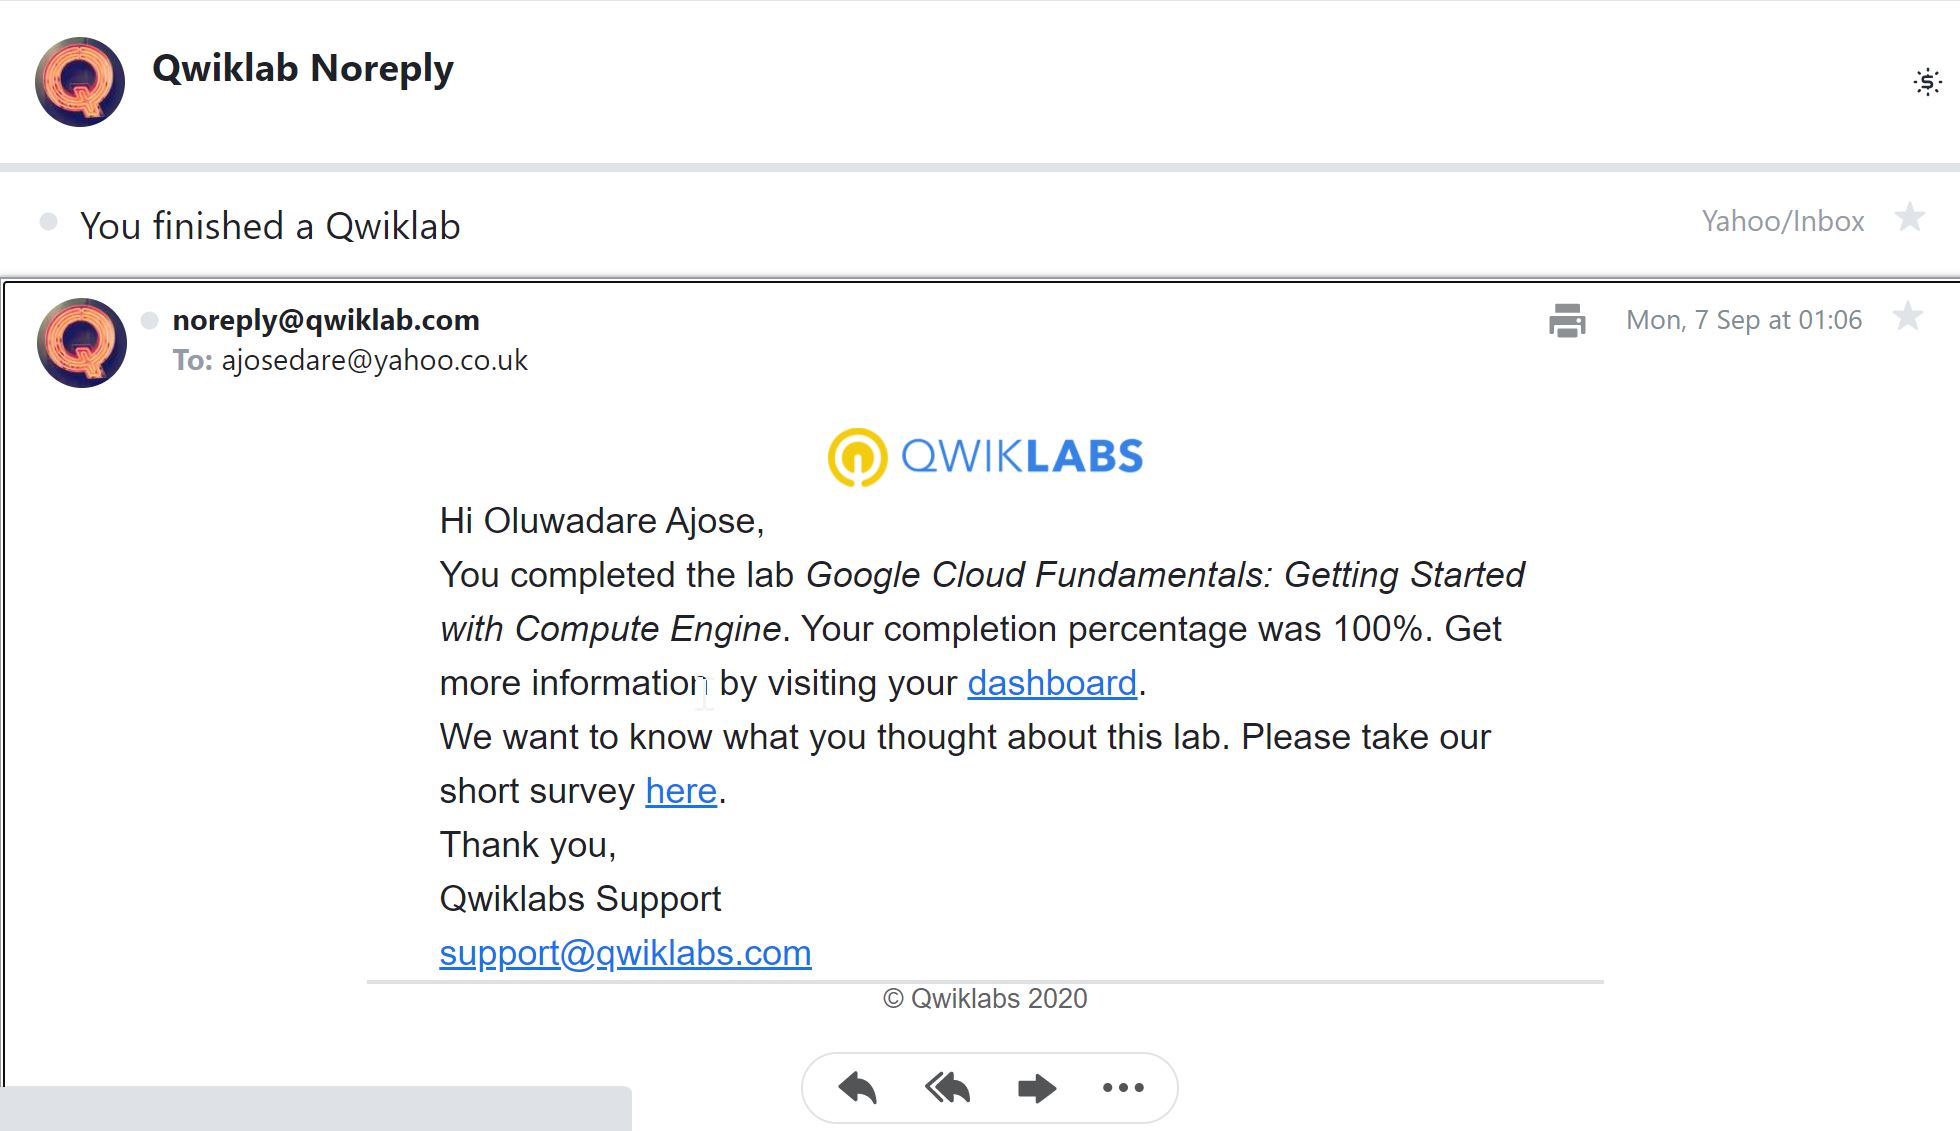 Qwiklab Noreply
You finished a Qwiklab
Yahoo/Inbox
noreply@qwiklab.com
Mon, 7 Sep at 01:06
To: ajosedare@yahoo.co.uk
QWIKLABS
Hi Oluwadare Ajose,
You completed the lab Google Cloud Fundamentals: Getting Started
with Compute Engine. Your completion percentage was 100%. Get
more information by visiting your dashboard.
We want to know what you thought about this lab. Please take our
short survey here.
Thank you,
Qwiklabs Support
support@qwiklabs.com
© Qwiklabs 2020